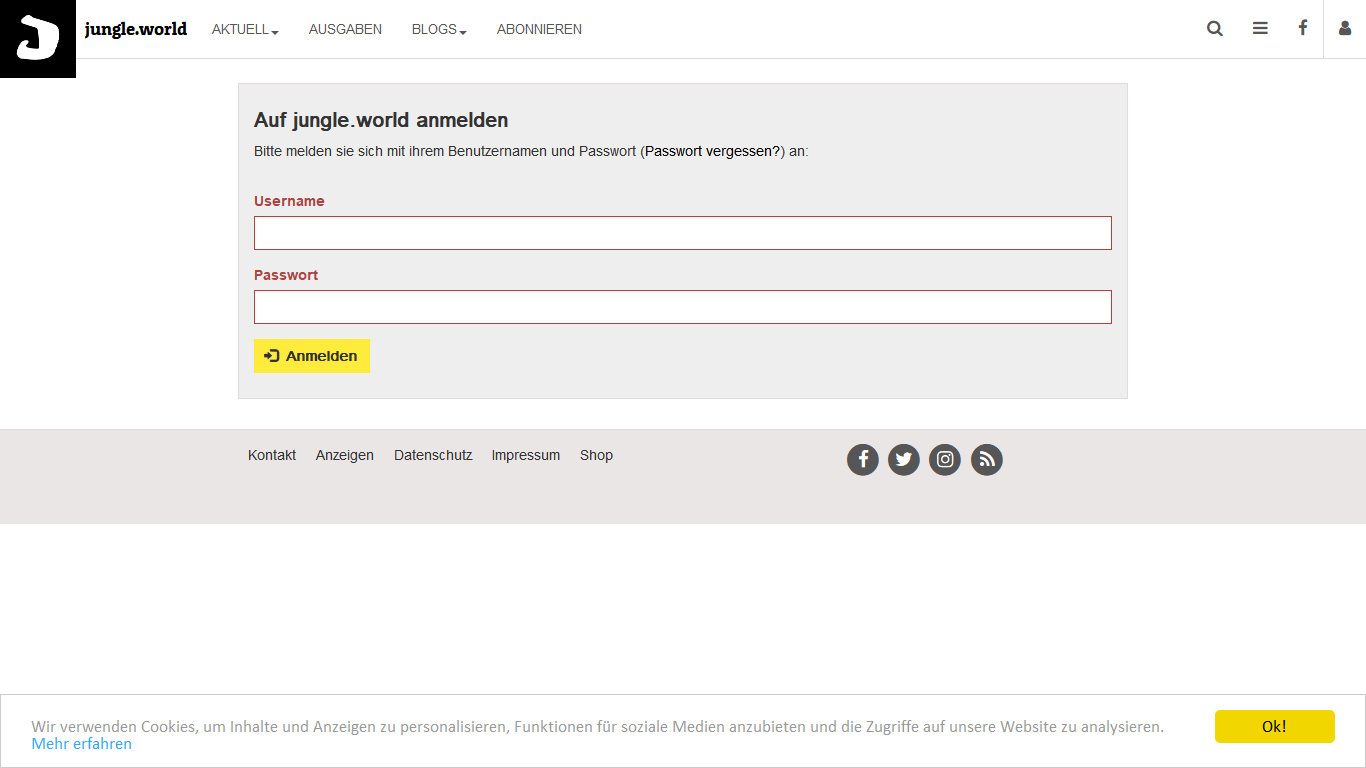 jungle.world AKTUELL AUSGABEN BLOGS ABONNIEREN
Auf jungle.world anmelden
Bitte melden sie sich mit ihrem Benutzernamen und Passwort (Passwort vergessen?) an:
Username
Passwort
Anmelden
Kontakt Anzeigen Datenschutz Impressum Shop
Wir verwenden Cookies, um Inhalte und Anzeigen zu personalisieren, Funktionen für soziale Medien anzubieten und die Zugriffe auf unsere Website zu analysieren.
Mehr erfahren
Ok!